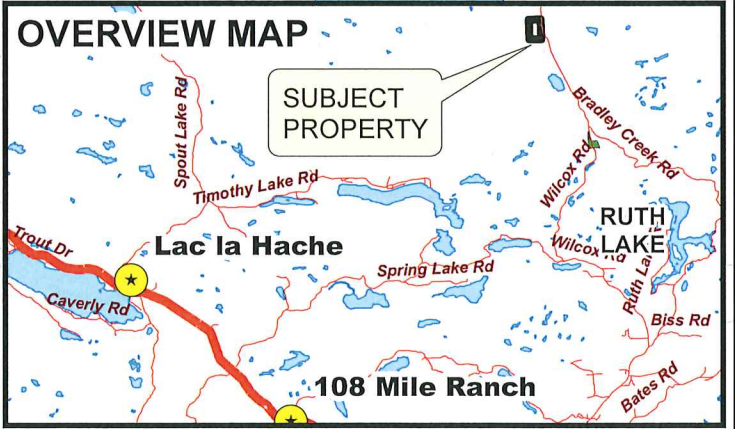 OVERVIEW MAP
SUBJECT
PROPERTY
Spout Lake Rd
Bradley Creek Rd
Wilcox Rd
Timothy Lake Rd
RUTH
LAKE
Trout Dr
Lac la Hache
Wilcox Rd
Ruth Lake
Spring Lake Rd
Caverly Rd
Biss Rd
108 Mile Ranch
Bates Rd